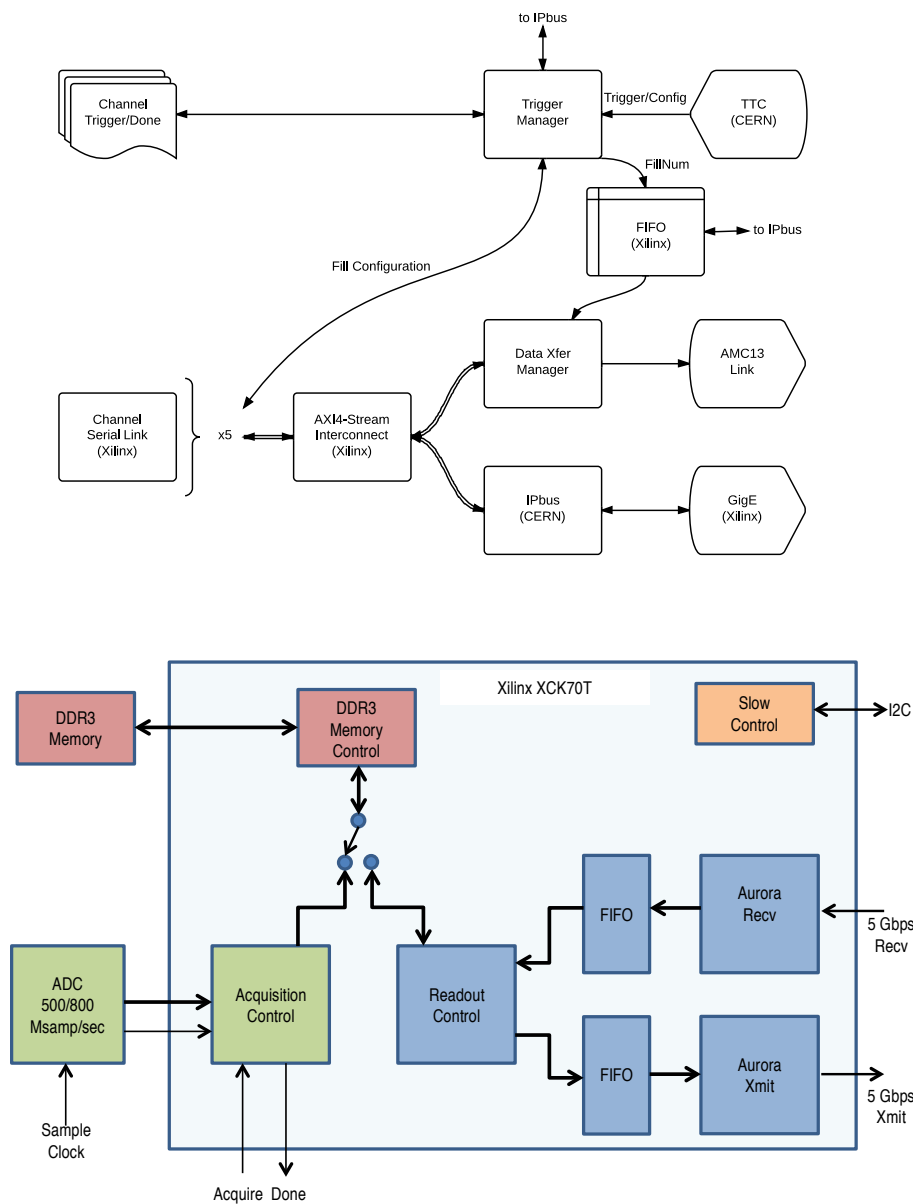 to IPbus
Channel
Trigger/Done
Trigger
Manager
Trigger/Config
TTC
(CERN)
FillNum
FIFO
(Xilinx)
to IPbus
Fill Configuration
Data Xfer
Manager
AMC13
Link
Channel
Serial Link
(Xilinx)
x5
AXI4-Stream
Interconnect
(Xilinx)
IPbus
(CERN)
GigE
(Xilinx)
Xilinx XCK70T
DDR3
Memory
DDR3
Memory
Control
Slow
Control
I2C
FIFO
Aurora
Recv
5 Gbps
Recv
ADC
500/800
Msamp/sec
Acquisition
Control
Readout
Control
FIFO
Aurora
Xmit
5 Gbps
Xmit
Sample
Clock
Acquire Done